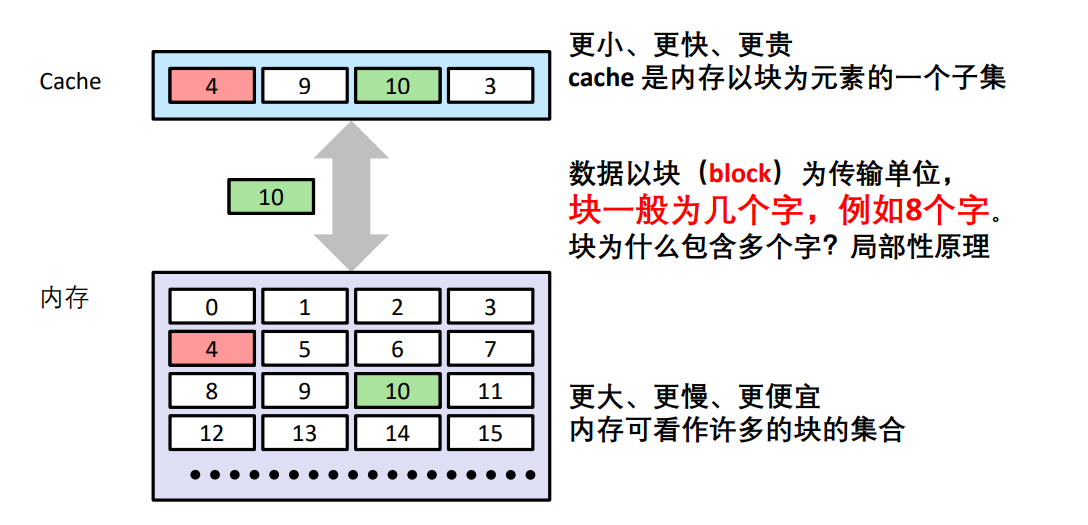 更小、更快、更贵
cache 是内存以块为元素的一个子集
Cache
4 9 10 3
数据以块（block）为传输单位，
块一般为几个字，例如8个字。
块为什么包含多个字？局部性原理
10
内存
0 1 2 3
4 5 6 7
8 9 10 11
12 13 14 15
更大、更慢、更便宜
内存可看作许多的块的集合